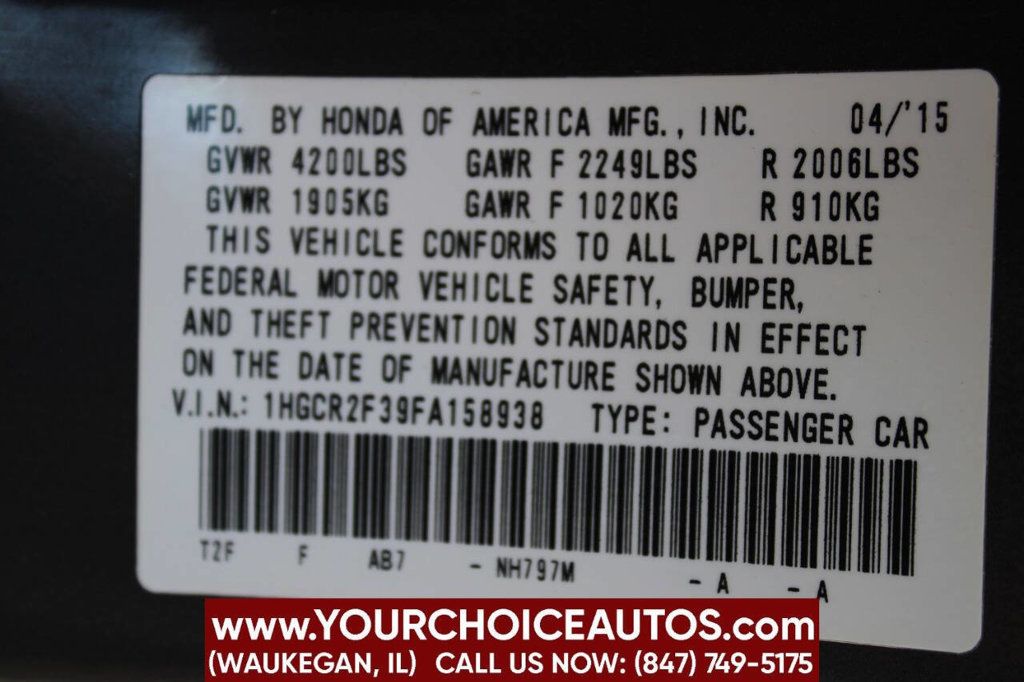 MFD. BY HONDA OF AMERICA MFG., INC. 04/'15
GVWR 4200LBS GAWR F 2249LBS R 2006LBS
GVWR 1905KG GAWR F 1020KG R 910KG
THIS VEHICLE CONFORMS TO ALL APPLICABLE
FEDERAL MOTOR VEHICLE SAFETY, BUMPER,
AND THEFT PREVENTION STANDARDS IN EFFECT
ON THE DATE OF MANUFACTURE SHOWN ABOVE.
V.I.N.: 1HGCR2F39FA158938 TYPE: PASSENGER CAR
T2F F AB7 - NH797M - A - A
www.YOURCHOICEAUTOS.com
(WAUKEGAN, IL) CALL US NOW: (847) 749-5175